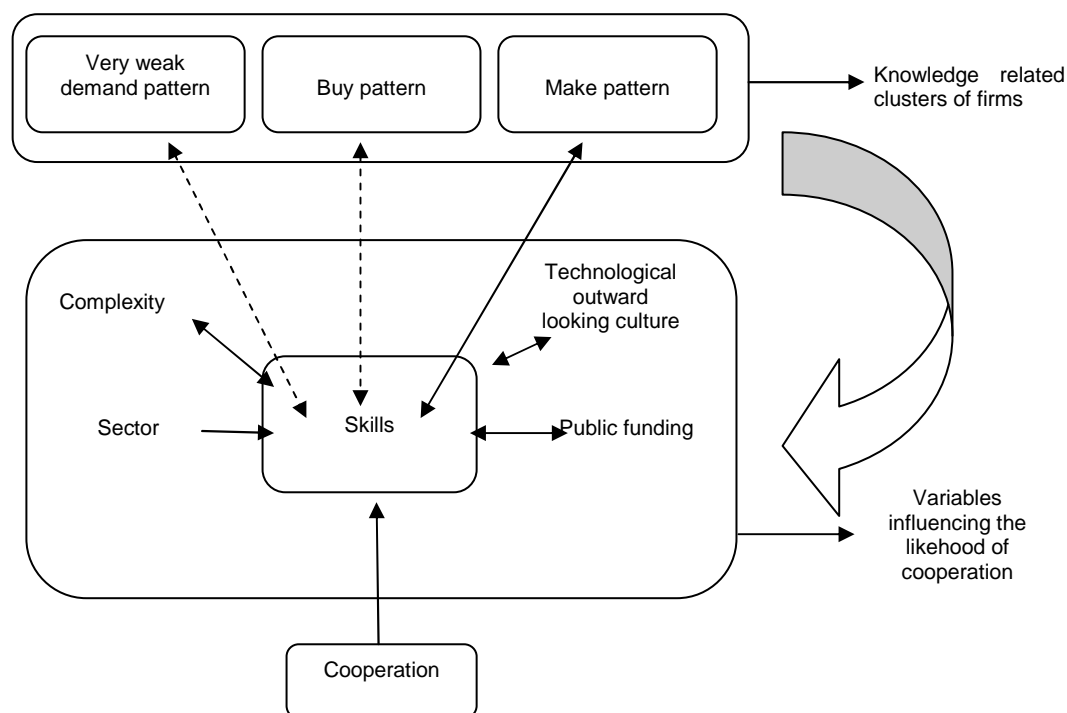 Very weak
demand pattern
Buy pattern
Make pattern
Knowledge related
clusters of firms
Complexity
Technological
outward
looking culture
Sector
Skills
Public funding
Variables
influencing the
likehood of
cooperation
Cooperation